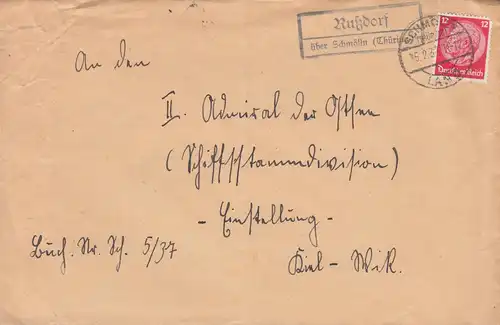 Nußdorf
über Schmölln (Thür)
12 12
Deutsches Reich
An den
II. Admiral der Ostsee
(Schiffsstammdivision)
- Einstellung -
Buch. Nr. Sch. 5/37
Kiel - Wik.